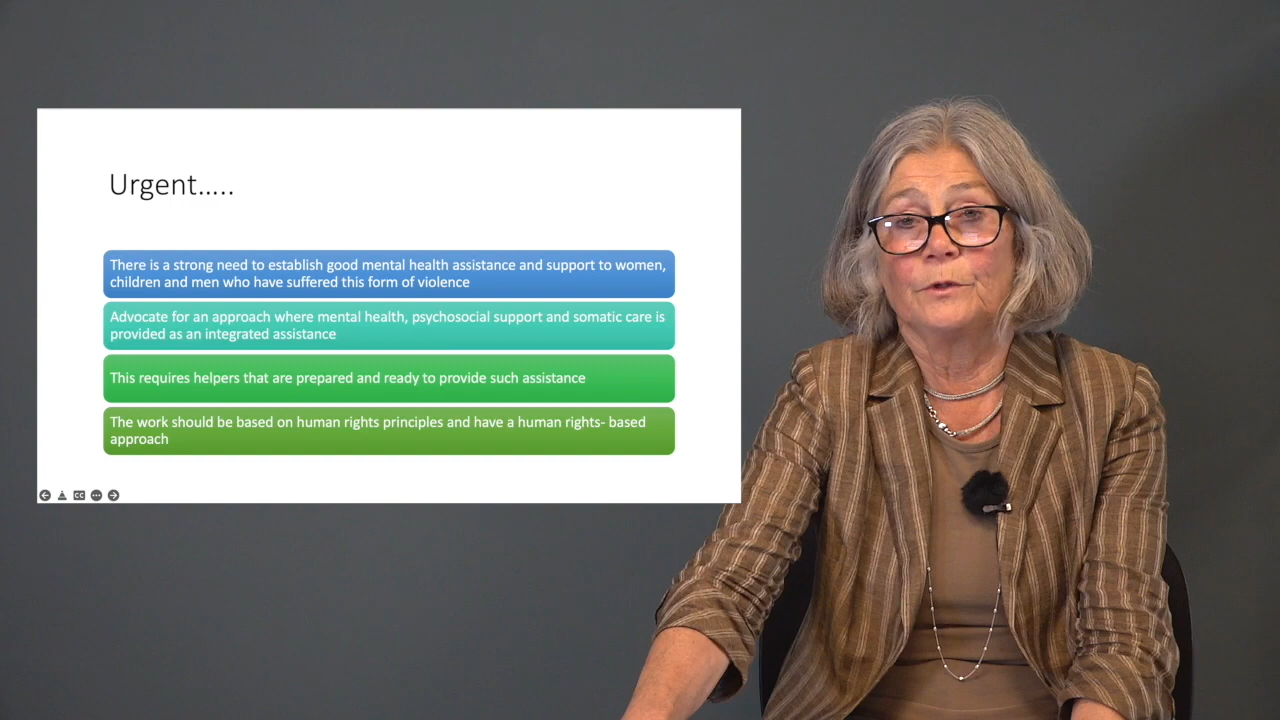 Urgent.....
There is a strong need to establish good mental health assistance and support to women,
children and men who have suffered this form of violence
Advocate for an approach where mental health, psychosocial support and somatic care is
provided as an integrated assistance
This requires helpers that are prepared and ready to provide such assistance
The work should be based on human rights principles and have a human rights- based
approach
CC